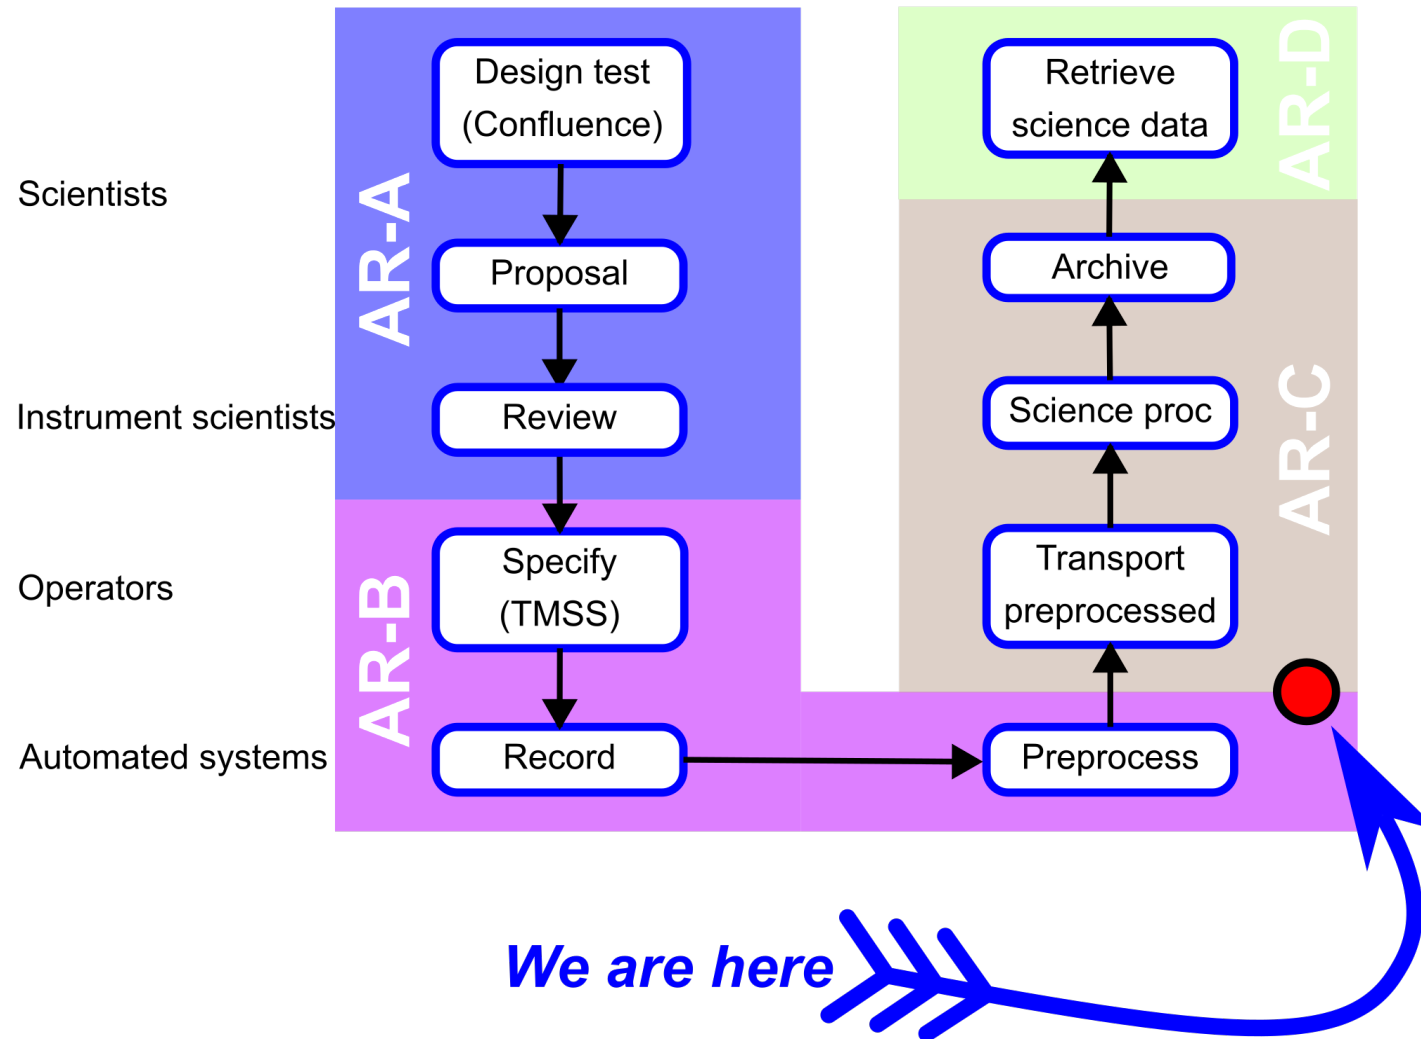 Scientists
Instrument scientists
Operators
Automated systems
AR-A
Design test
(Confluence)
Proposal
Review
AR-B
Specify
(TMSS)
Record
AR-D
Retrieve
science data
AR-C
Archive
Science proc
Transport
preprocessed
Preprocess
We are here